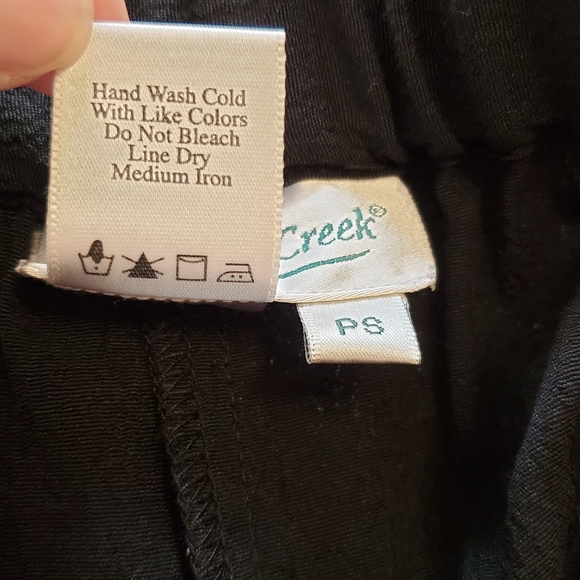 Hand Wash Cold
With Like Colors
Do Not Bleach
Line Dry
Medium Iron
Creek®
PS